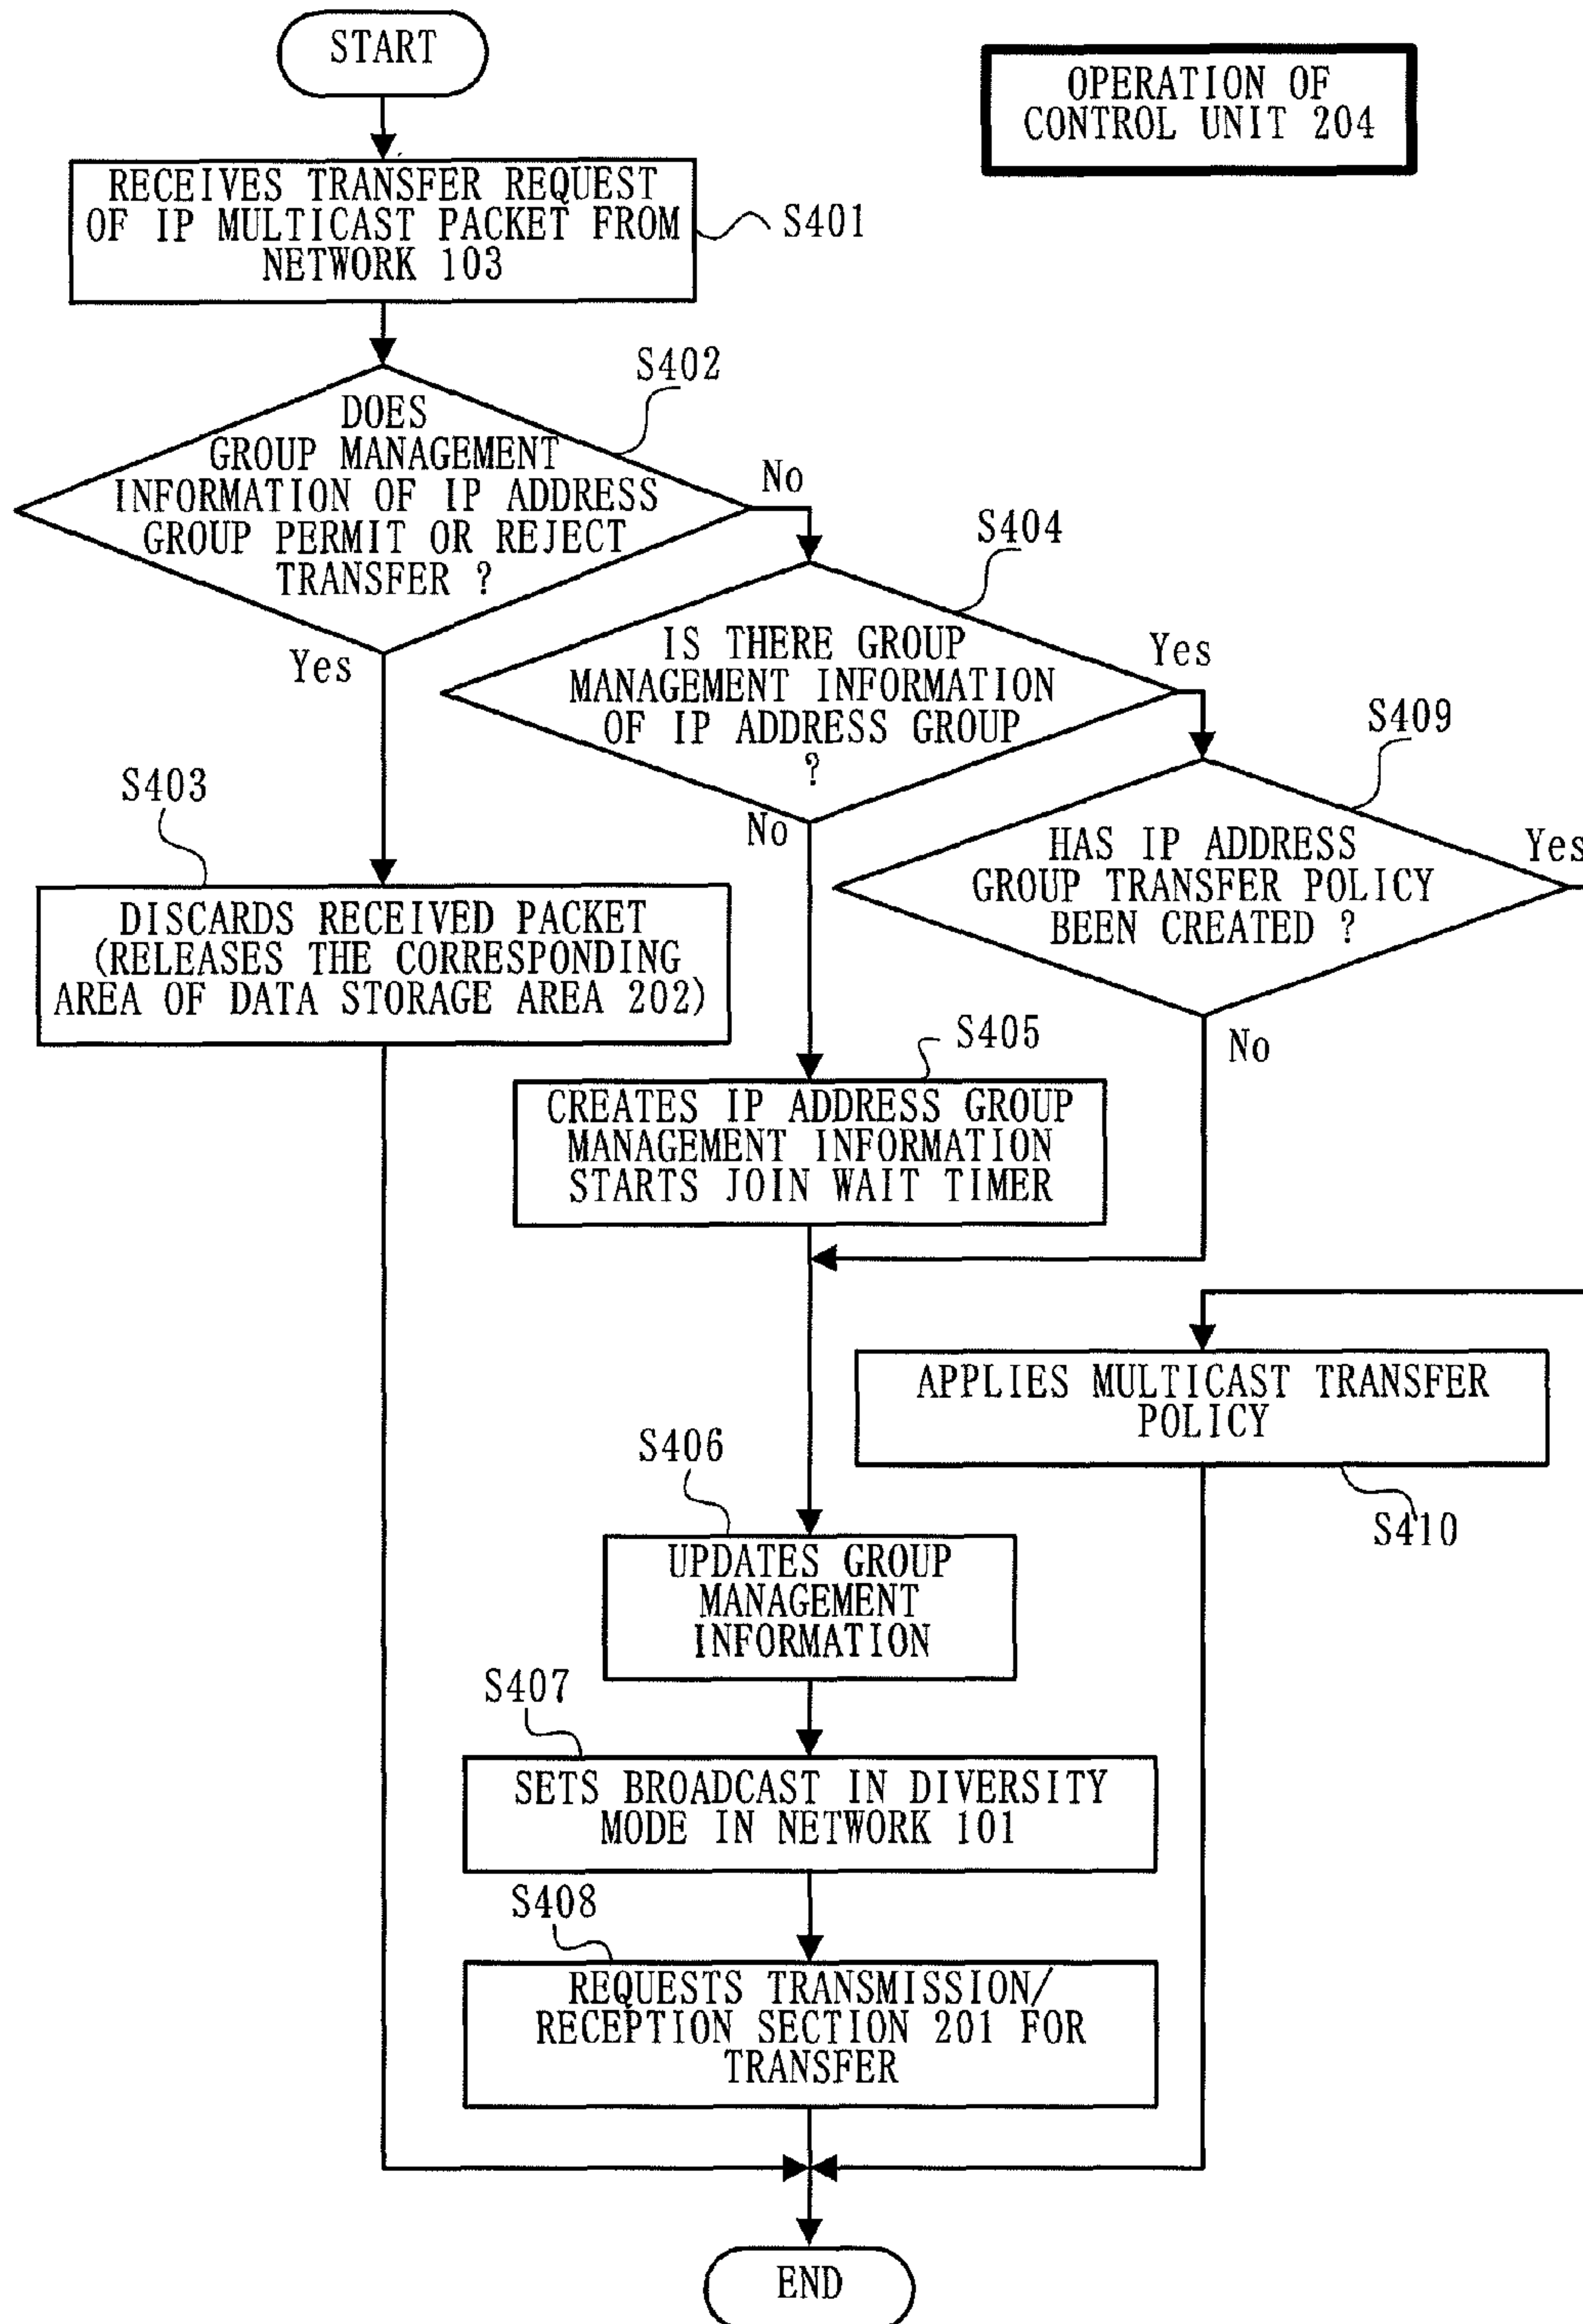 START
OPERATION OF
CONTROL UNIT 204
RECEIVES TRANSFER REQUEST
OF IP MULTICAST PACKET FROM
NETWORK 103
S401
S402
DOES
GROUP MANAGEMENT
INFORMATION OF IP ADDRESS
GROUP PERMIT OR REJECT
TRANSFER ?
No
Yes
S404
IS THERE GROUP
MANAGEMENT INFORMATION
OF IP ADDRESS GROUP
?
Yes
No
S409
HAS IP ADDRESS
GROUP TRANSFER POLICY
BEEN CREATED ?
Yes
No
S403
DISCARDS RECEIVED PACKET
(RELEASES THE CORRESPONDING
AREA OF DATA STORAGE AREA 202)
S405
CREATES IP ADDRESS GROUP
MANAGEMENT INFORMATION
STARTS JOIN WAIT TIMER
APPLIES MULTICAST TRANSFER
POLICY
S410
S406
UPDATES GROUP
MANAGEMENT
INFORMATION
S407
SETS BROADCAST IN DIVERSITY
MODE IN NETWORK 101
S408
REQUESTS TRANSMISSION/
RECEPTION SECTION 201 FOR
TRANSFER
END